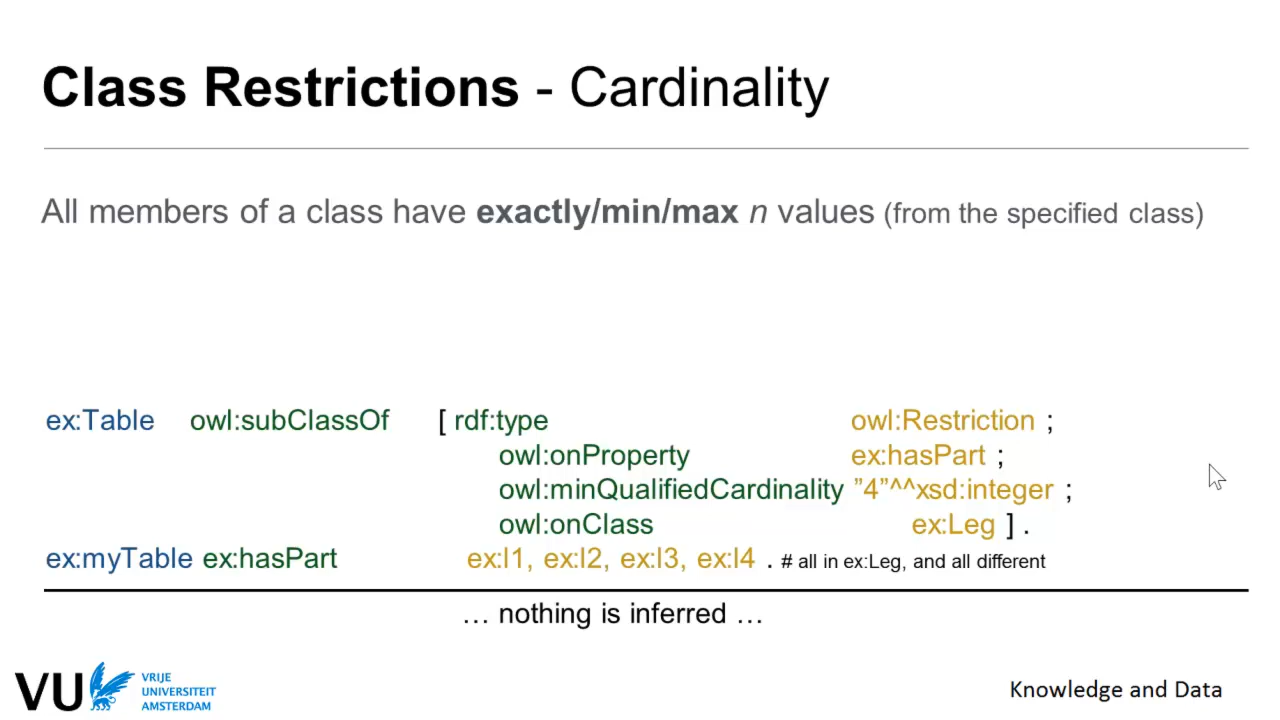 Class Restrictions - Cardinality
All members of a class have exactly/min/max n values (from the specified class)
ex:Table owl:subClassOf [ rdf:type owl:Restriction ;
owl:onProperty ex:hasPart ;
owl:minQualifiedCardinality ”4”^^xsd:integer ;
owl:onClass ex:Leg ] .
ex:myTable ex:hasPart ex:l1, ex:l2, ex:l3, ex:l4 . # all in ex:Leg, and all different
… nothing is inferred …
VU VRIJE
UNIVERSITEIT
AMSTERDAM
Knowledge and Data